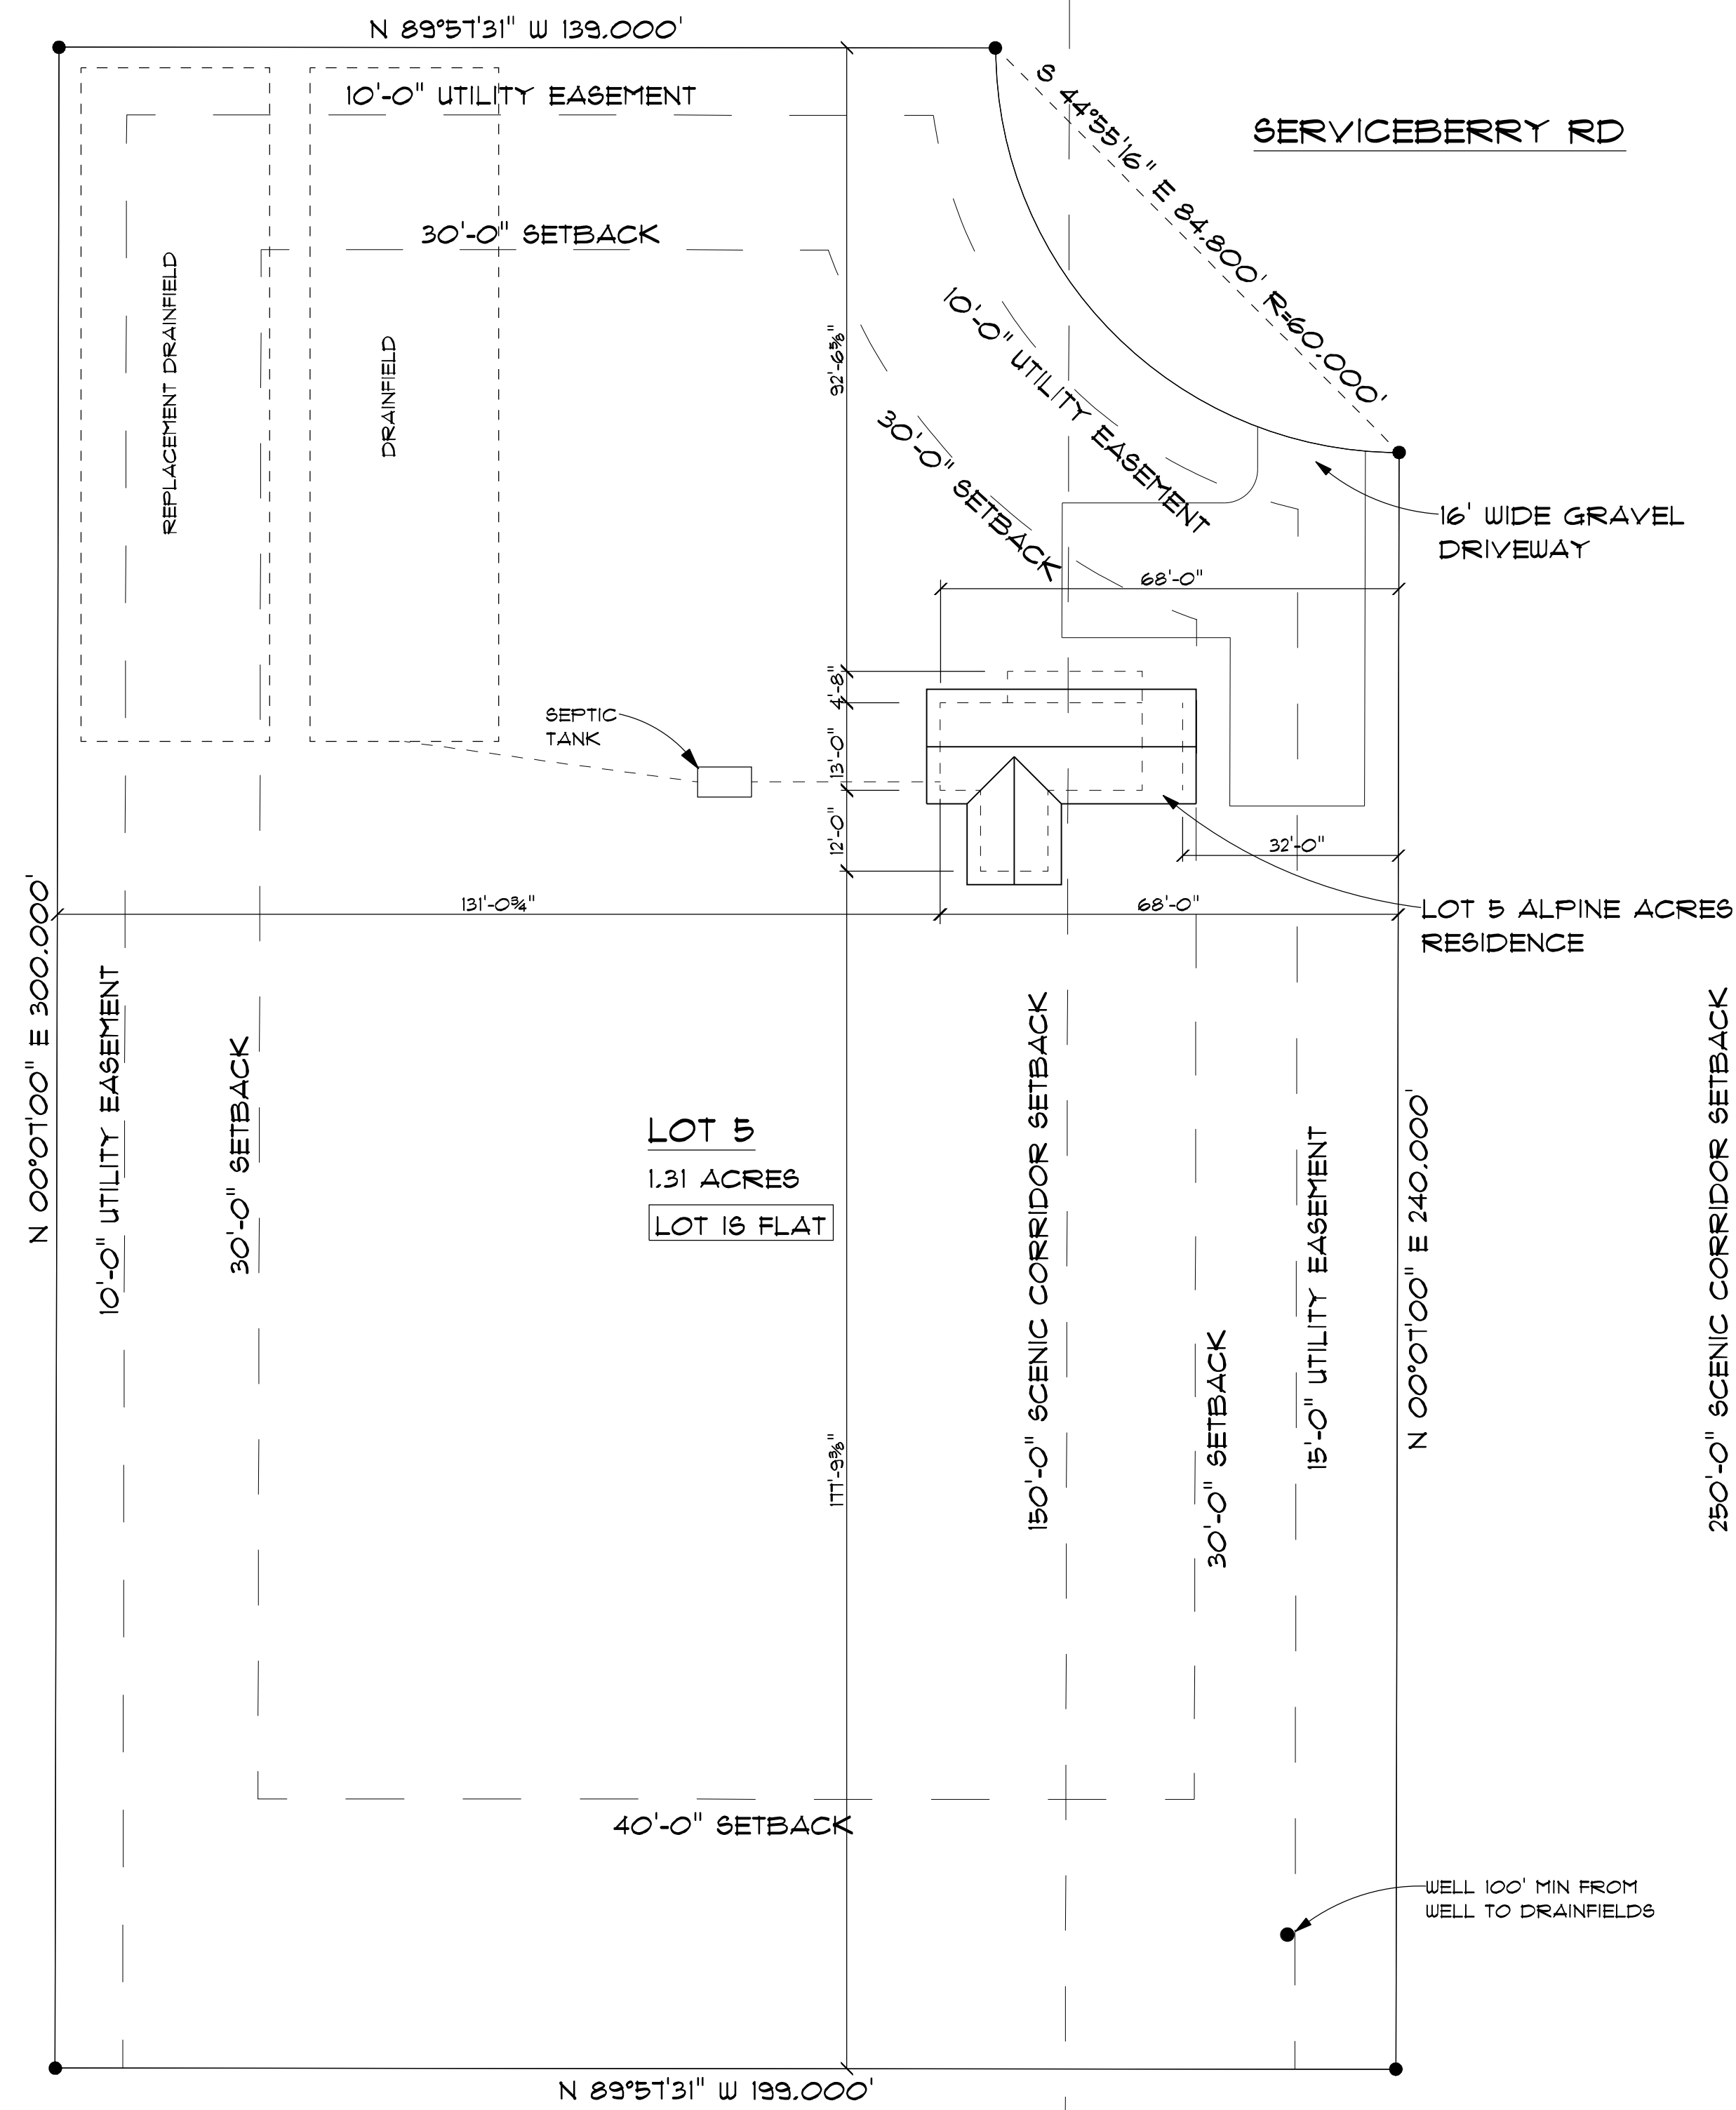 N 89°57'31" W 139.000'
10'-0" UTILITY EASEMENT
S 44°55'16" E 84.800' R=60.000'
SERVICEBERRY RD
30'-0" SETBACK
REPLACEMENT DRAINFIELD
DRAINFIELD
92'-6⅝"
10'-0" UTILITY EASEMENT
30'-0" SETBACK
16' WIDE GRAVEL
DRIVEWAY
68'-0"
4'-8"
SEPTIC
TANK
13'-0"
12'-0"
32'-0"
131'-0¾"
68'-0"
LOT 5 ALPINE ACRES
RESIDENCE
N 00°07'00" E 300.000'
10'-0" UTILITY EASEMENT
30'-0" SETBACK
LOT 5
1.31 ACRES
LOT IS FLAT
150'-0" SCENIC CORRIDOR SETBACK
30'-0" SETBACK
15'-0" UTILITY EASEMENT
N 00°07'00" E 240.000'
250'-0" SCENIC CORRIDOR SETBACK
177'-9⅜"
40'-0" SETBACK
WELL 100' MIN FROM
WELL TO DRAINFIELDS
N 89°57'31" W 199.000'